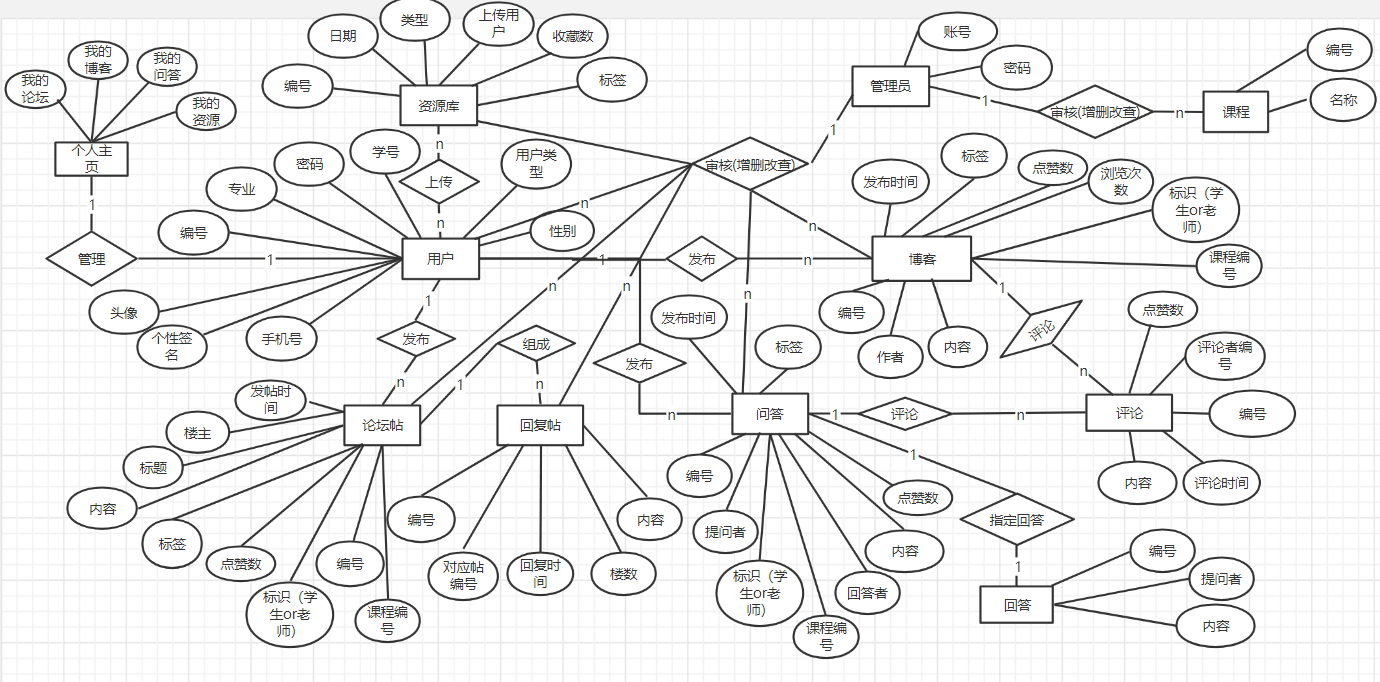 类型
上传用
户
日期
收藏数
账号
编号
我的
博客
我的
问答
密码
我的
论坛
编号
标签
管理员
名称
资源库
1
审核(增删改查)
n
课程
我的
资源
1
n
个人主
页
密码
学号
用户类
型
审核(增删改查)
标签
点赞数
浏览次
数
上传
发布时间
专业
1
n
标识（学
生or老
师）
编号
n
性别
n
管理
1
用户
1
发布
n
博客
课程编
号
n
n
n
1
头像
1
编号
点赞数
个性签
名
手机号
发布
组成
发布时间
标签
作者
内容
评论
评论者编
号
发布
n
n
1
n
发帖时
间
楼主
论坛帖
回复帖
n
问答
1
评论
n
评论
编号
标题
1
编号
内容
评论时间
点赞数
内容
编号
内容
指定回答
标签
提问者
内容
点赞数
编号
对应帖
编号
回复时
间
楼数
1
编号
标识（学
生or老
师）
回答者
提问者
标识（学
生or老
师）
课程编
号
课程编
号
回答
内容